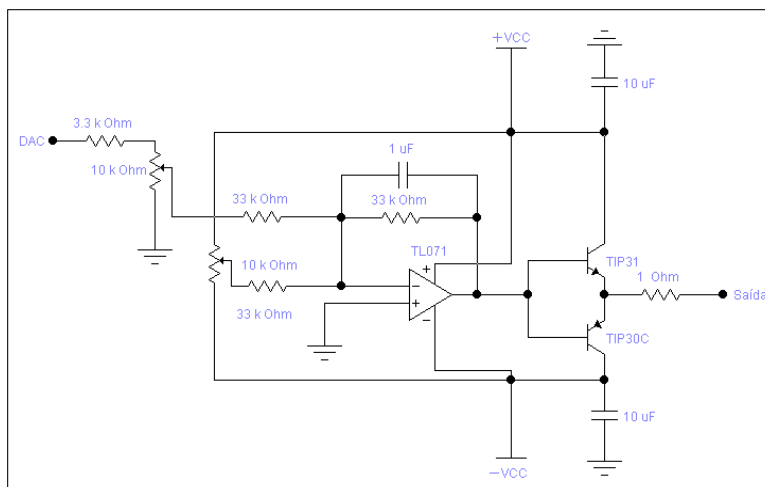 +VCC
10 uF
3.3 k Ohm
DAC
1 uF
10 k Ohm
33 k Ohm
33 k Ohm
TL071
+
TIP31
10 k Ohm
1 Ohm
−
Saída
+
33 k Ohm
−
TIP30C
10 uF
−VCC